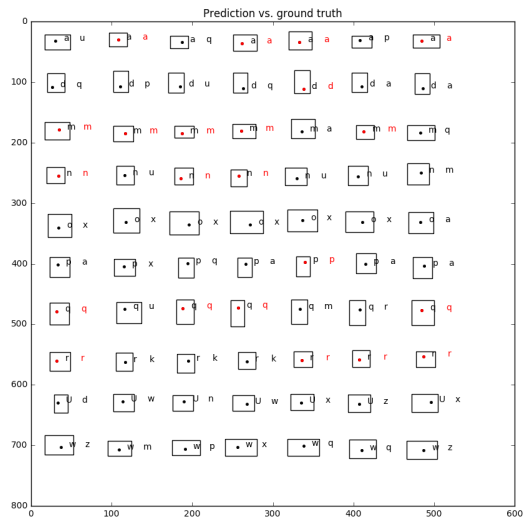 Prediction vs. ground truth
0
a u a a a q a a a a a p a a
100
d q d p d u d q d d d a d a
200
m m m m m m m m m a m m m q
n n n u n n n n n u n u n m
300
o x o x o x o x o x o x o a
400
p a p x p q p a p p p a p a
q q q u q q q q q m q r q q
500
r r r k r k r k r r r r r r
600
U d U w U n U w U x U z U x
700
w z w m w p w x w q w q w z
800
0 100 200 300 400 500 600